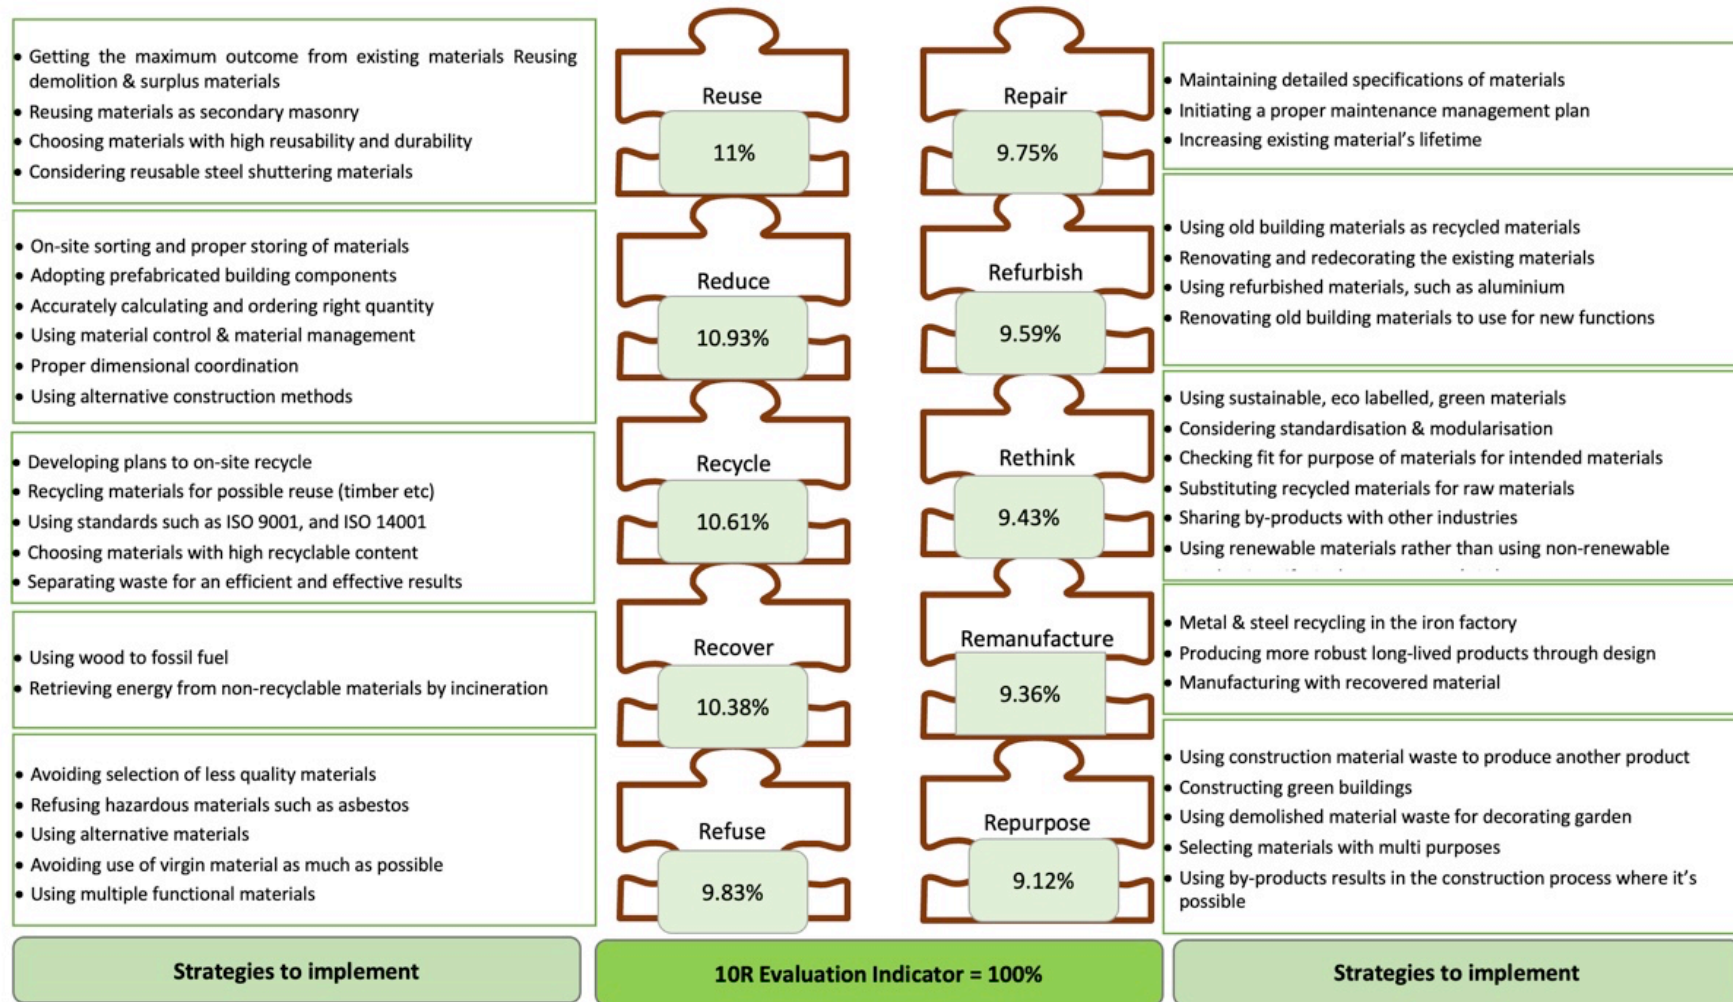 • Getting the maximum outcome from existing materials Reusing
demolition & surplus materials
• Reusing materials as secondary masonry
• Choosing materials with high reusability and durability
• Considering reusable steel shuttering materials
Reuse
11%
Repair
9.75%
• Maintaining detailed specifications of materials
• Initiating a proper maintenance management plan
• Increasing existing material's lifetime
• On-site sorting and proper storing of materials
• Adopting prefabricated building components
• Accurately calculating and ordering right quantity
• Using material control & material management
• Proper dimensional coordination
• Using alternative construction methods
Reduce
10.93%
Refurbish
9.59%
• Using old building materials as recycled materials
• Renovating and redecorating the existing materials
• Using refurbished materials, such as aluminium
• Renovating old building materials to use for new functions
• Developing plans to on-site recycle
• Recycling materials for possible reuse (timber etc)
• Using standards such as ISO 9001, and ISO 14001
• Choosing materials with high recyclable content
• Separating waste for an efficient and effective results
Recycle
10.61%
Rethink
9.43%
• Using sustainable, eco labelled, green materials
• Considering standardisation & modularisation
• Checking fit for purpose of materials for intended materials
• Substituting recycled materials for raw materials
• Sharing by-products with other industries
• Using renewable materials rather than using non-renewable
• Using wood to fossil fuel
• Retrieving energy from non-recyclable materials by incineration
Recover
10.38%
Remanufacture
9.36%
• Metal & steel recycling in the iron factory
• Producing more robust long-lived products through design
• Manufacturing with recovered material
• Avoiding selection of less quality materials
• Refusing hazardous materials such as asbestos
• Using alternative materials
• Avoiding use of virgin material as much as possible
• Using multiple functional materials
Refuse
9.83%
Repurpose
9.12%
• Using construction material waste to produce another product
• Constructing green buildings
• Using demolished material waste for decorating garden
• Selecting materials with multi purposes
• Using by-products results in the construction process where it's
possible
Strategies to implement
10R Evaluation Indicator = 100%
Strategies to implement